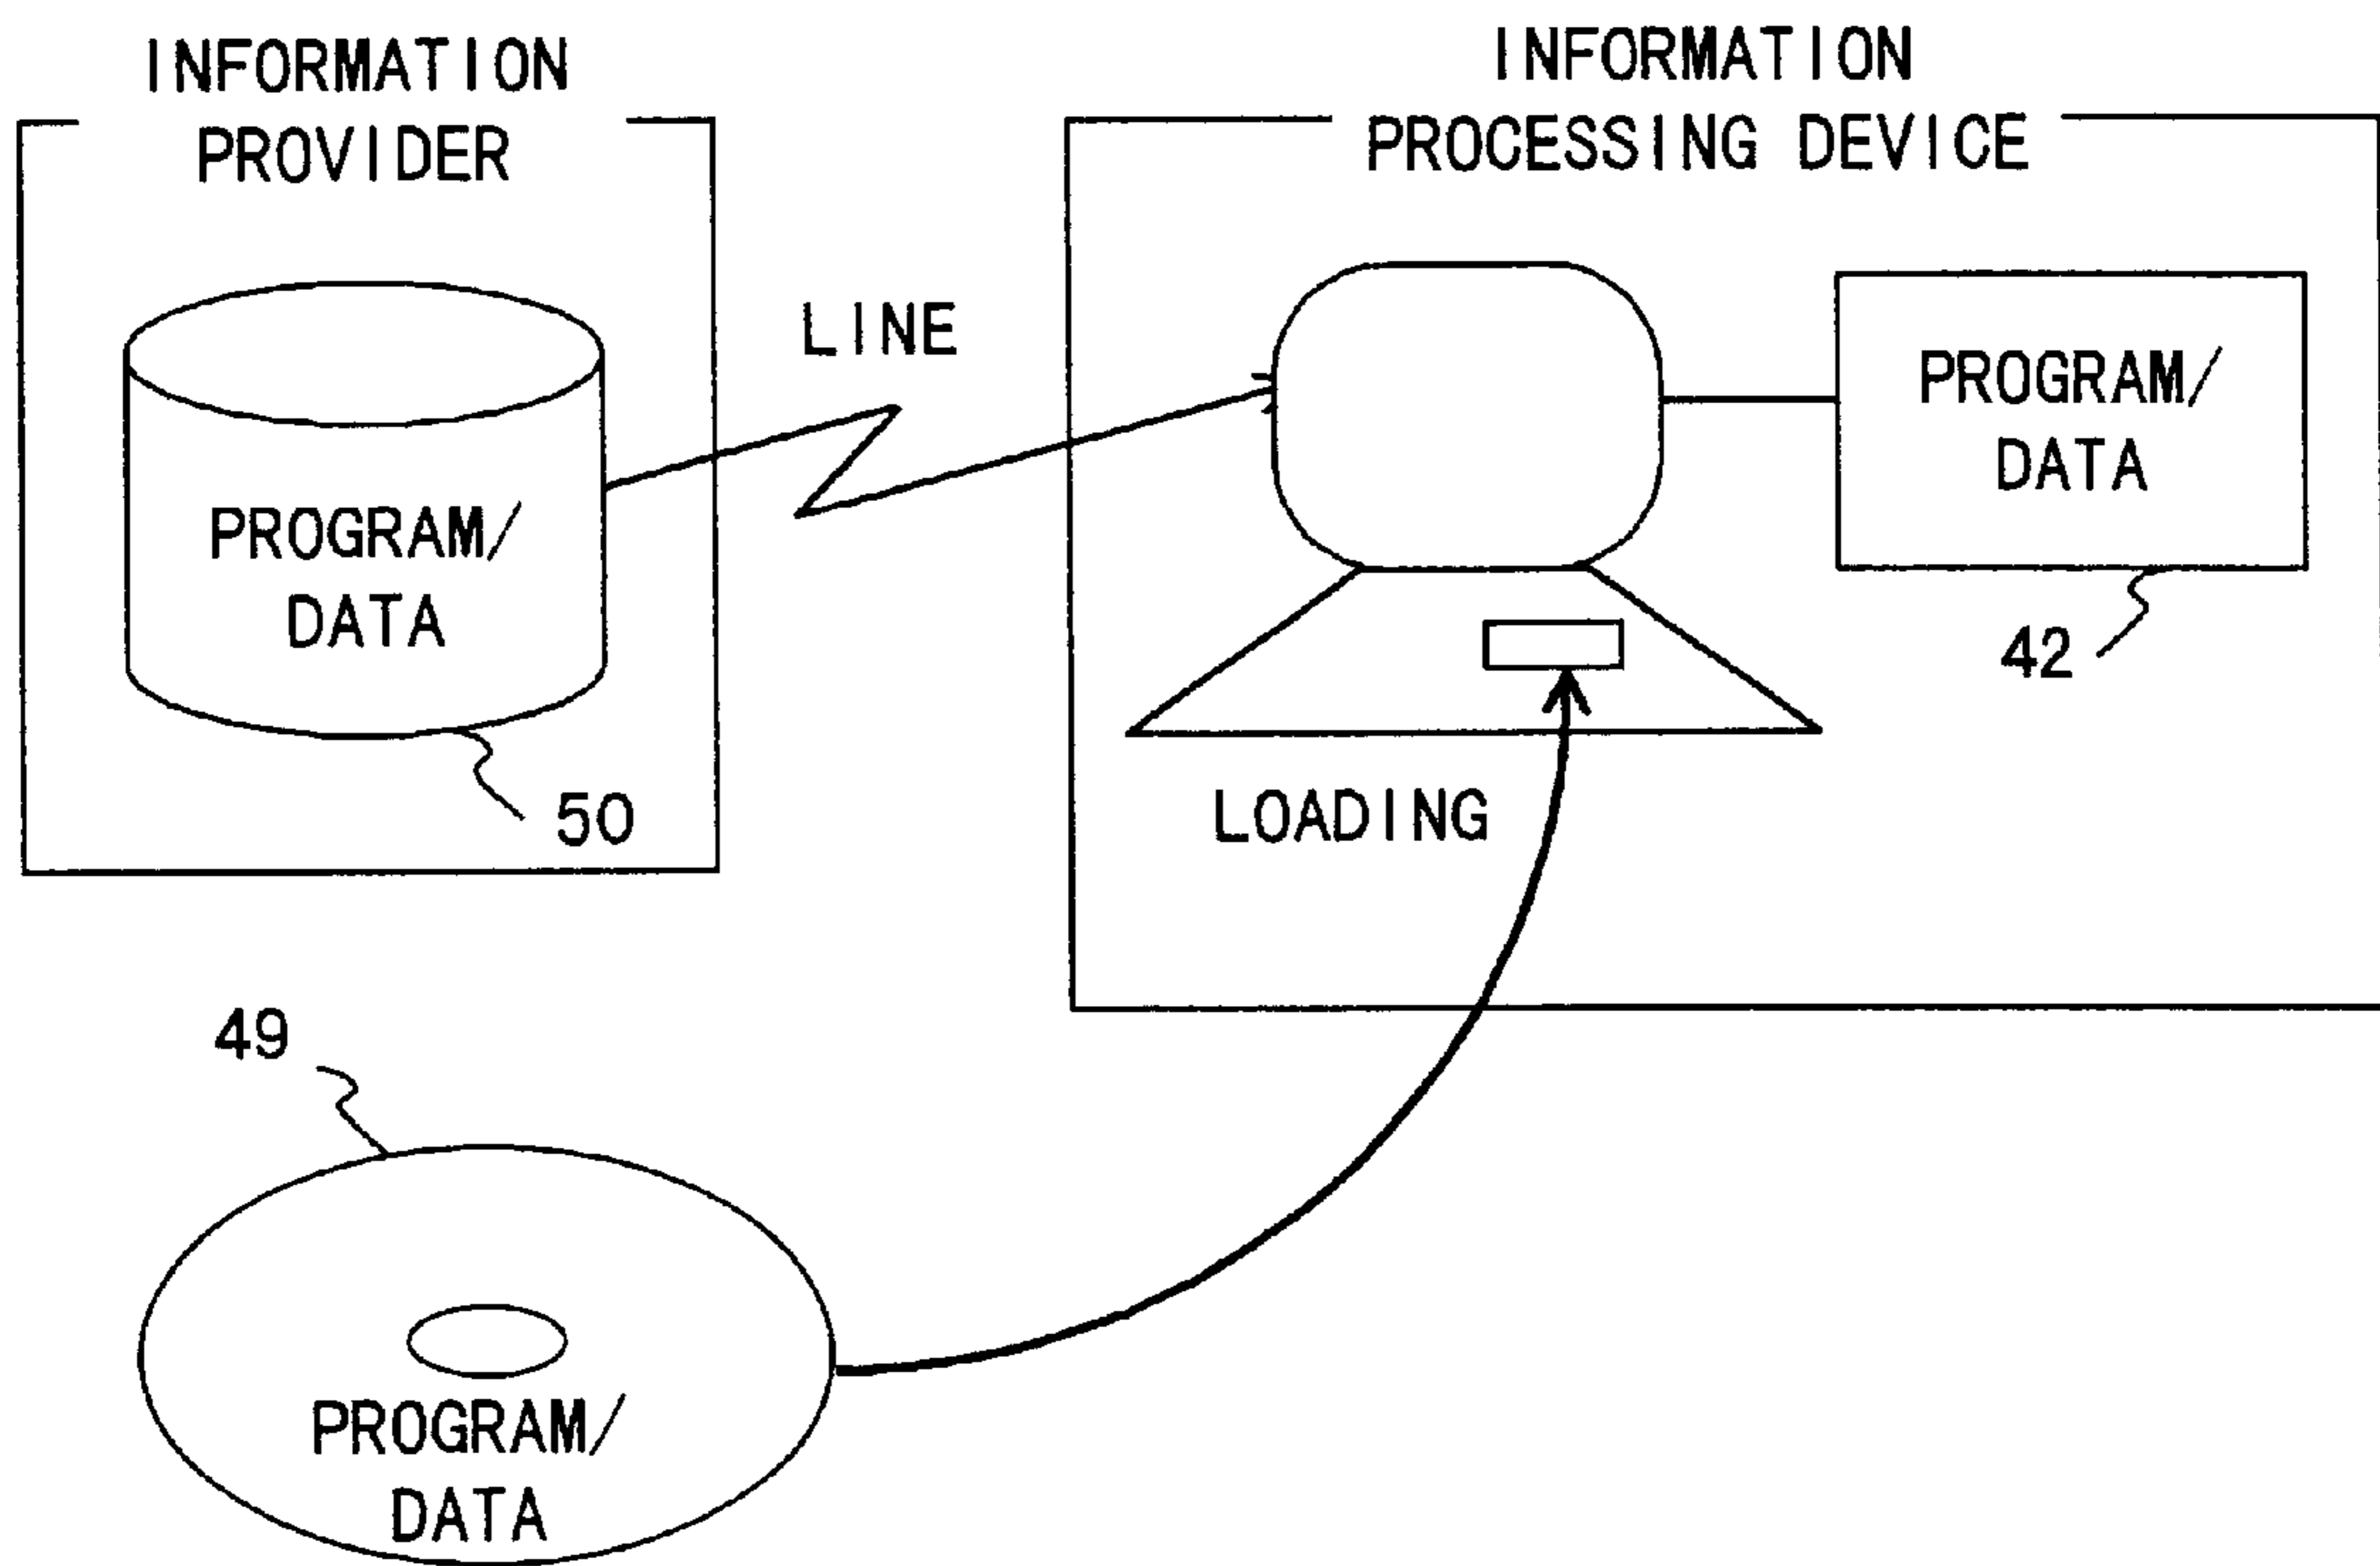 INFORMATION
PROVIDER
PROGRAM/
DATA
50
LINE
INFORMATION
PROCESSING DEVICE
PROGRAM/
DATA
42
LOADING
49
PROGRAM/
DATA